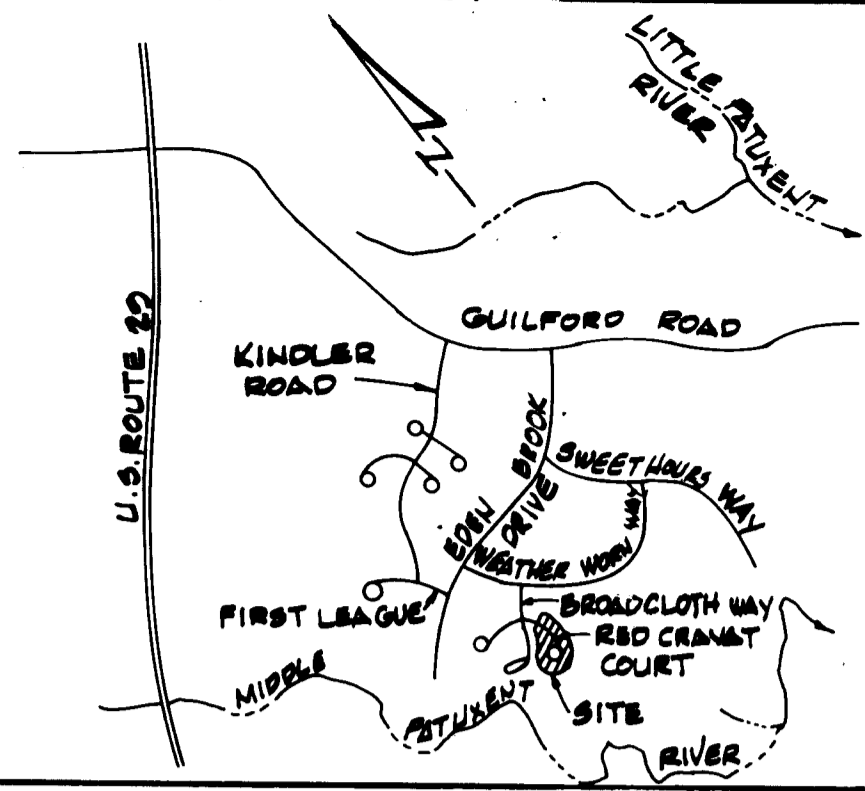 LITTLE PATUXENT
RIVER
N
GUILFORD ROAD
KINDLER
ROAD
U.S. ROUTE 29
EDEN BROOK
DRIVE
SWEET HOURS WAY
WEATHER WORN WAY
FIRST LEAGUE
BROADCLOTH WAY
RED CRAVAT
COURT
SITE
MIDDLE
PATUXENT
RIVER